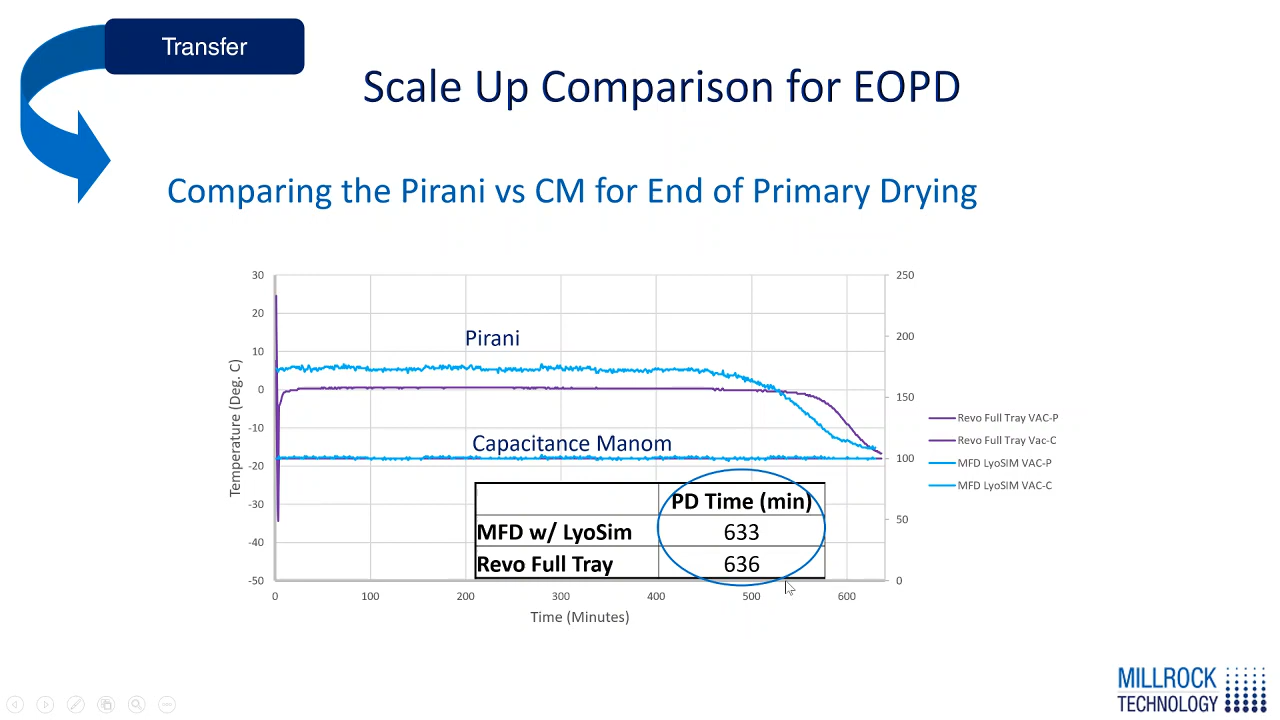 Transfer
Scale Up Comparison for EOPD
Comparing the Pirani vs CM for End of Primary Drying
30
20
10
0
-10
-20
-30
-40
-50
Temperature (Deg. C)
250
200
150
100
50
0
Pirani
Capacitance Manom
PD Time (min)
MFD w/ LyoSim 633
Revo Full Tray 636
0 100 200 300 400 500 600
Time (Minutes)
Revo Full Tray VAC-P
Revo Full Tray Vac-C
MFD LyoSIM VAC-P
MFD LyoSIM VAC-C
MILLROCK
TECHNOLOGY